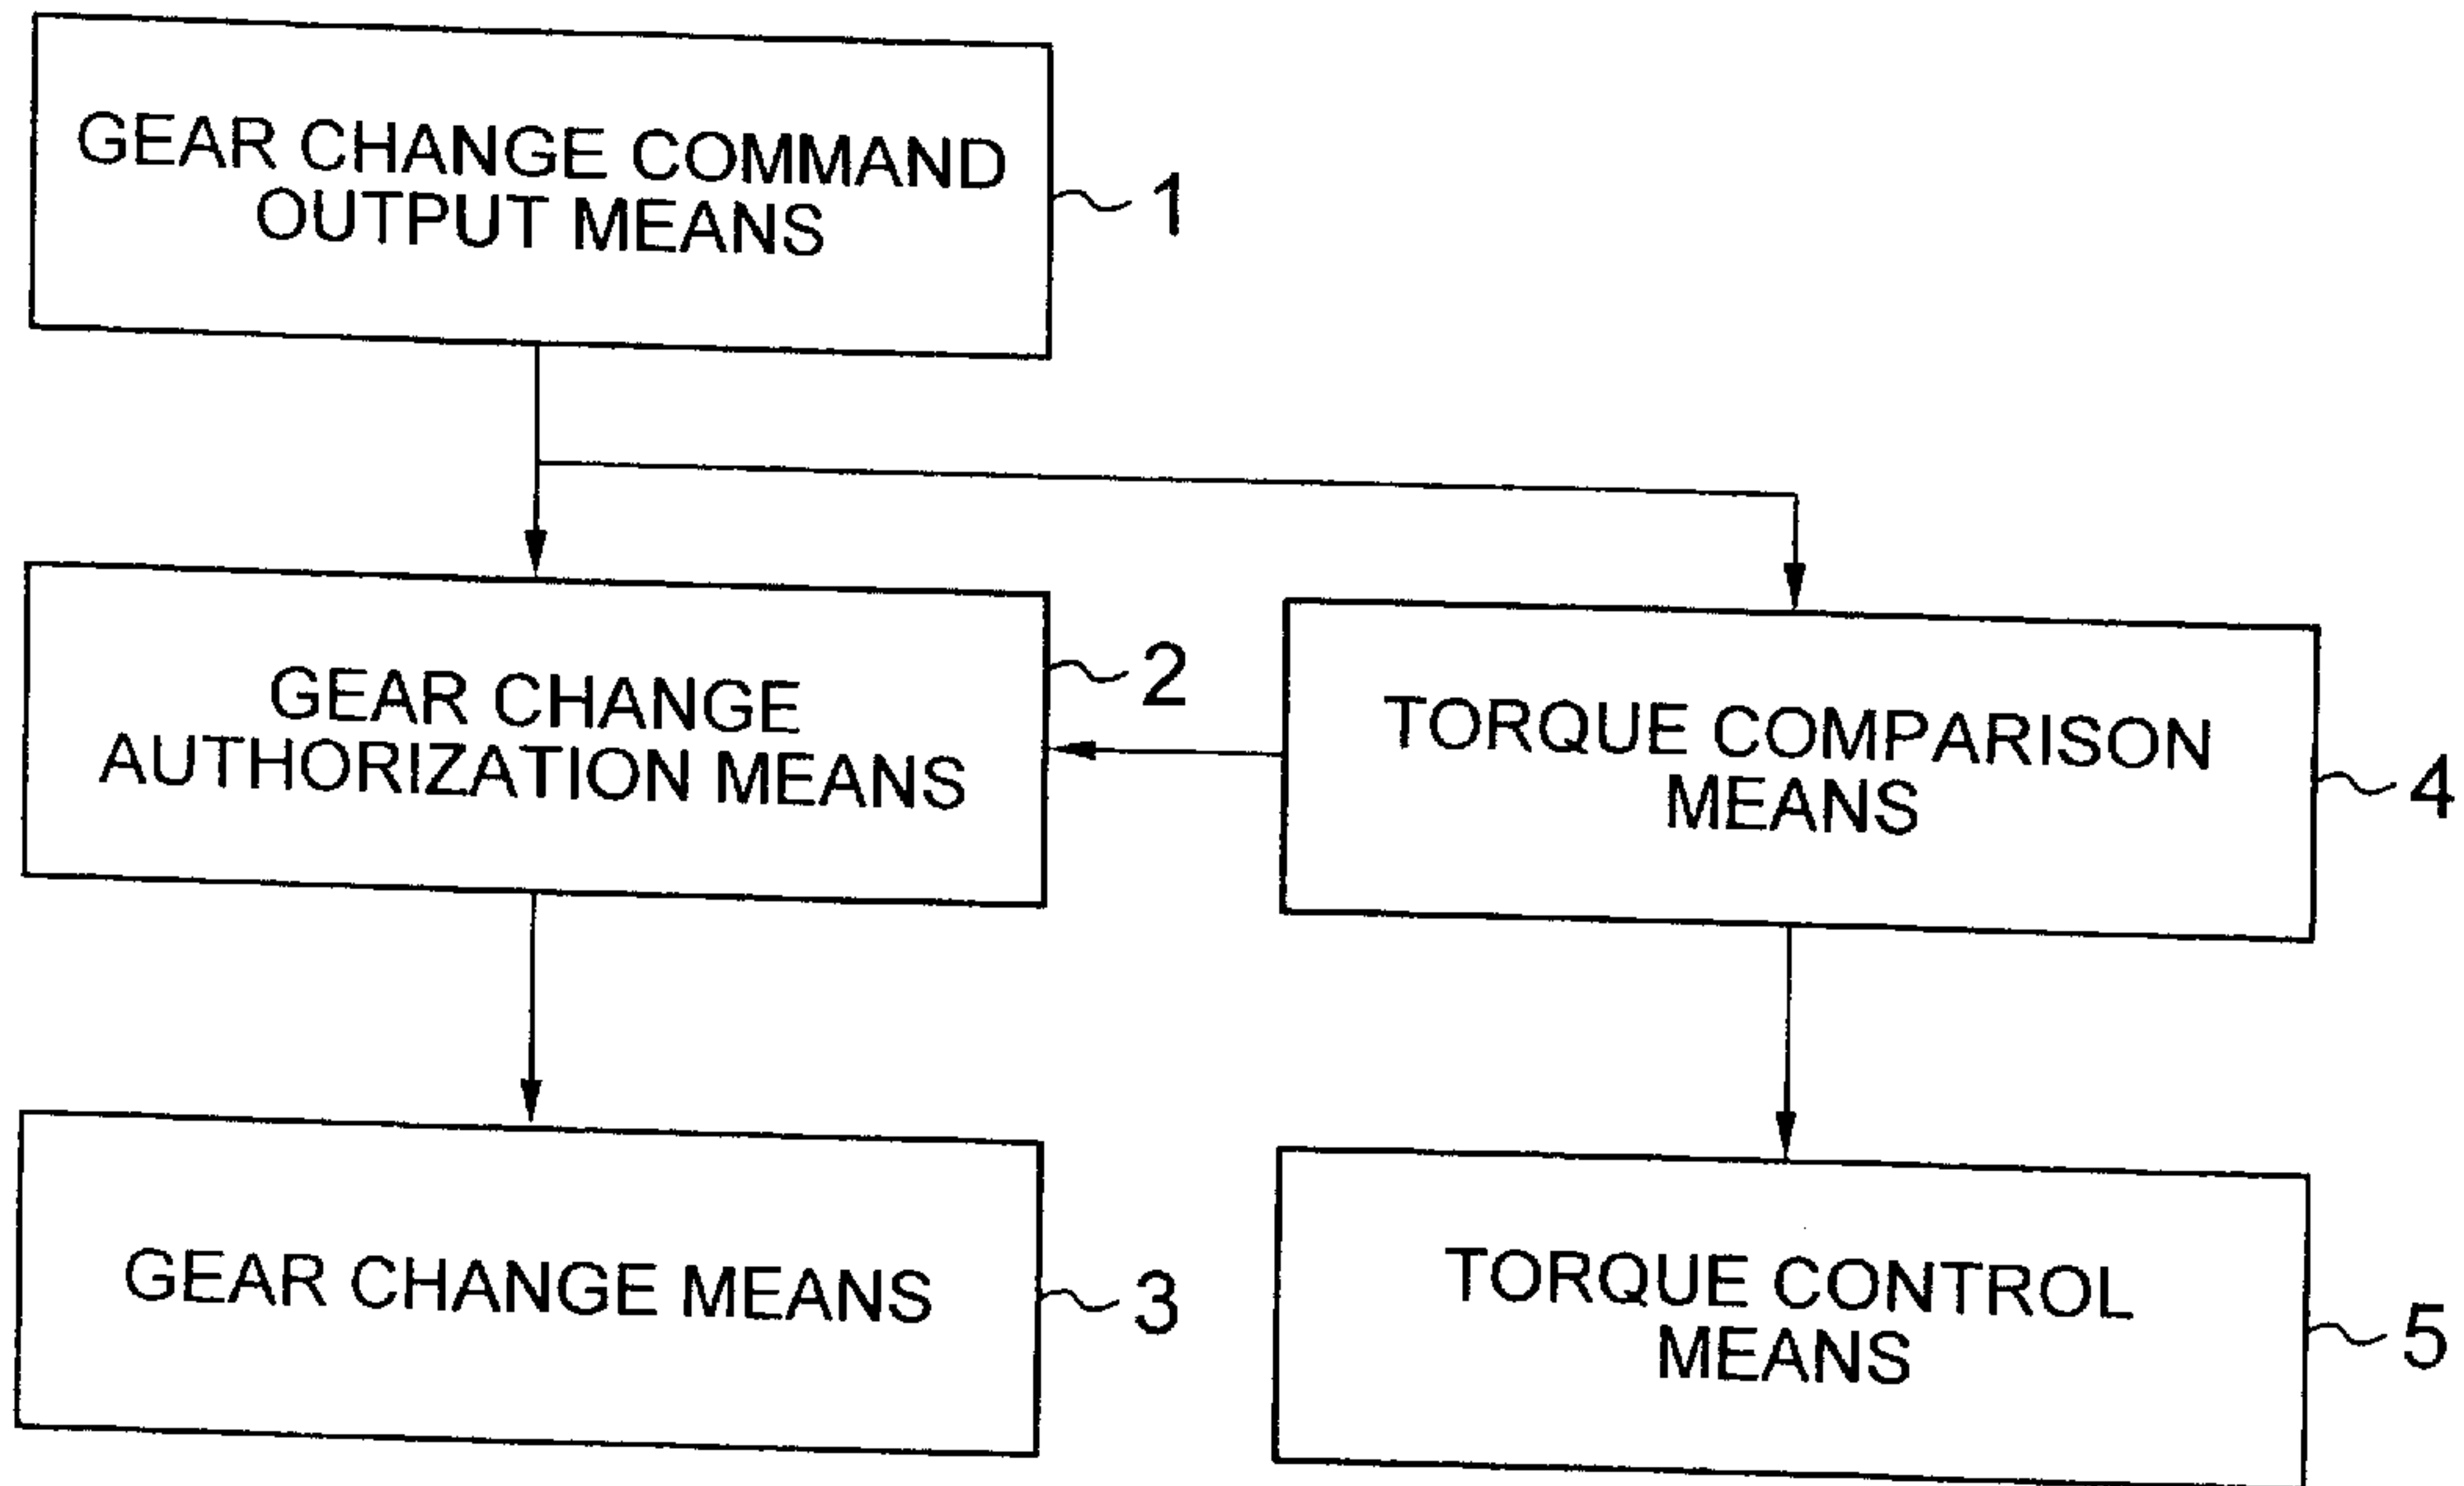 GEAR CHANGE COMMAND
OUTPUT MEANS
1
GEAR CHANGE
AUTHORIZATION MEANS
2
TORQUE COMPARISON
MEANS
4
GEAR CHANGE MEANS
3
TORQUE CONTROL
MEANS
5